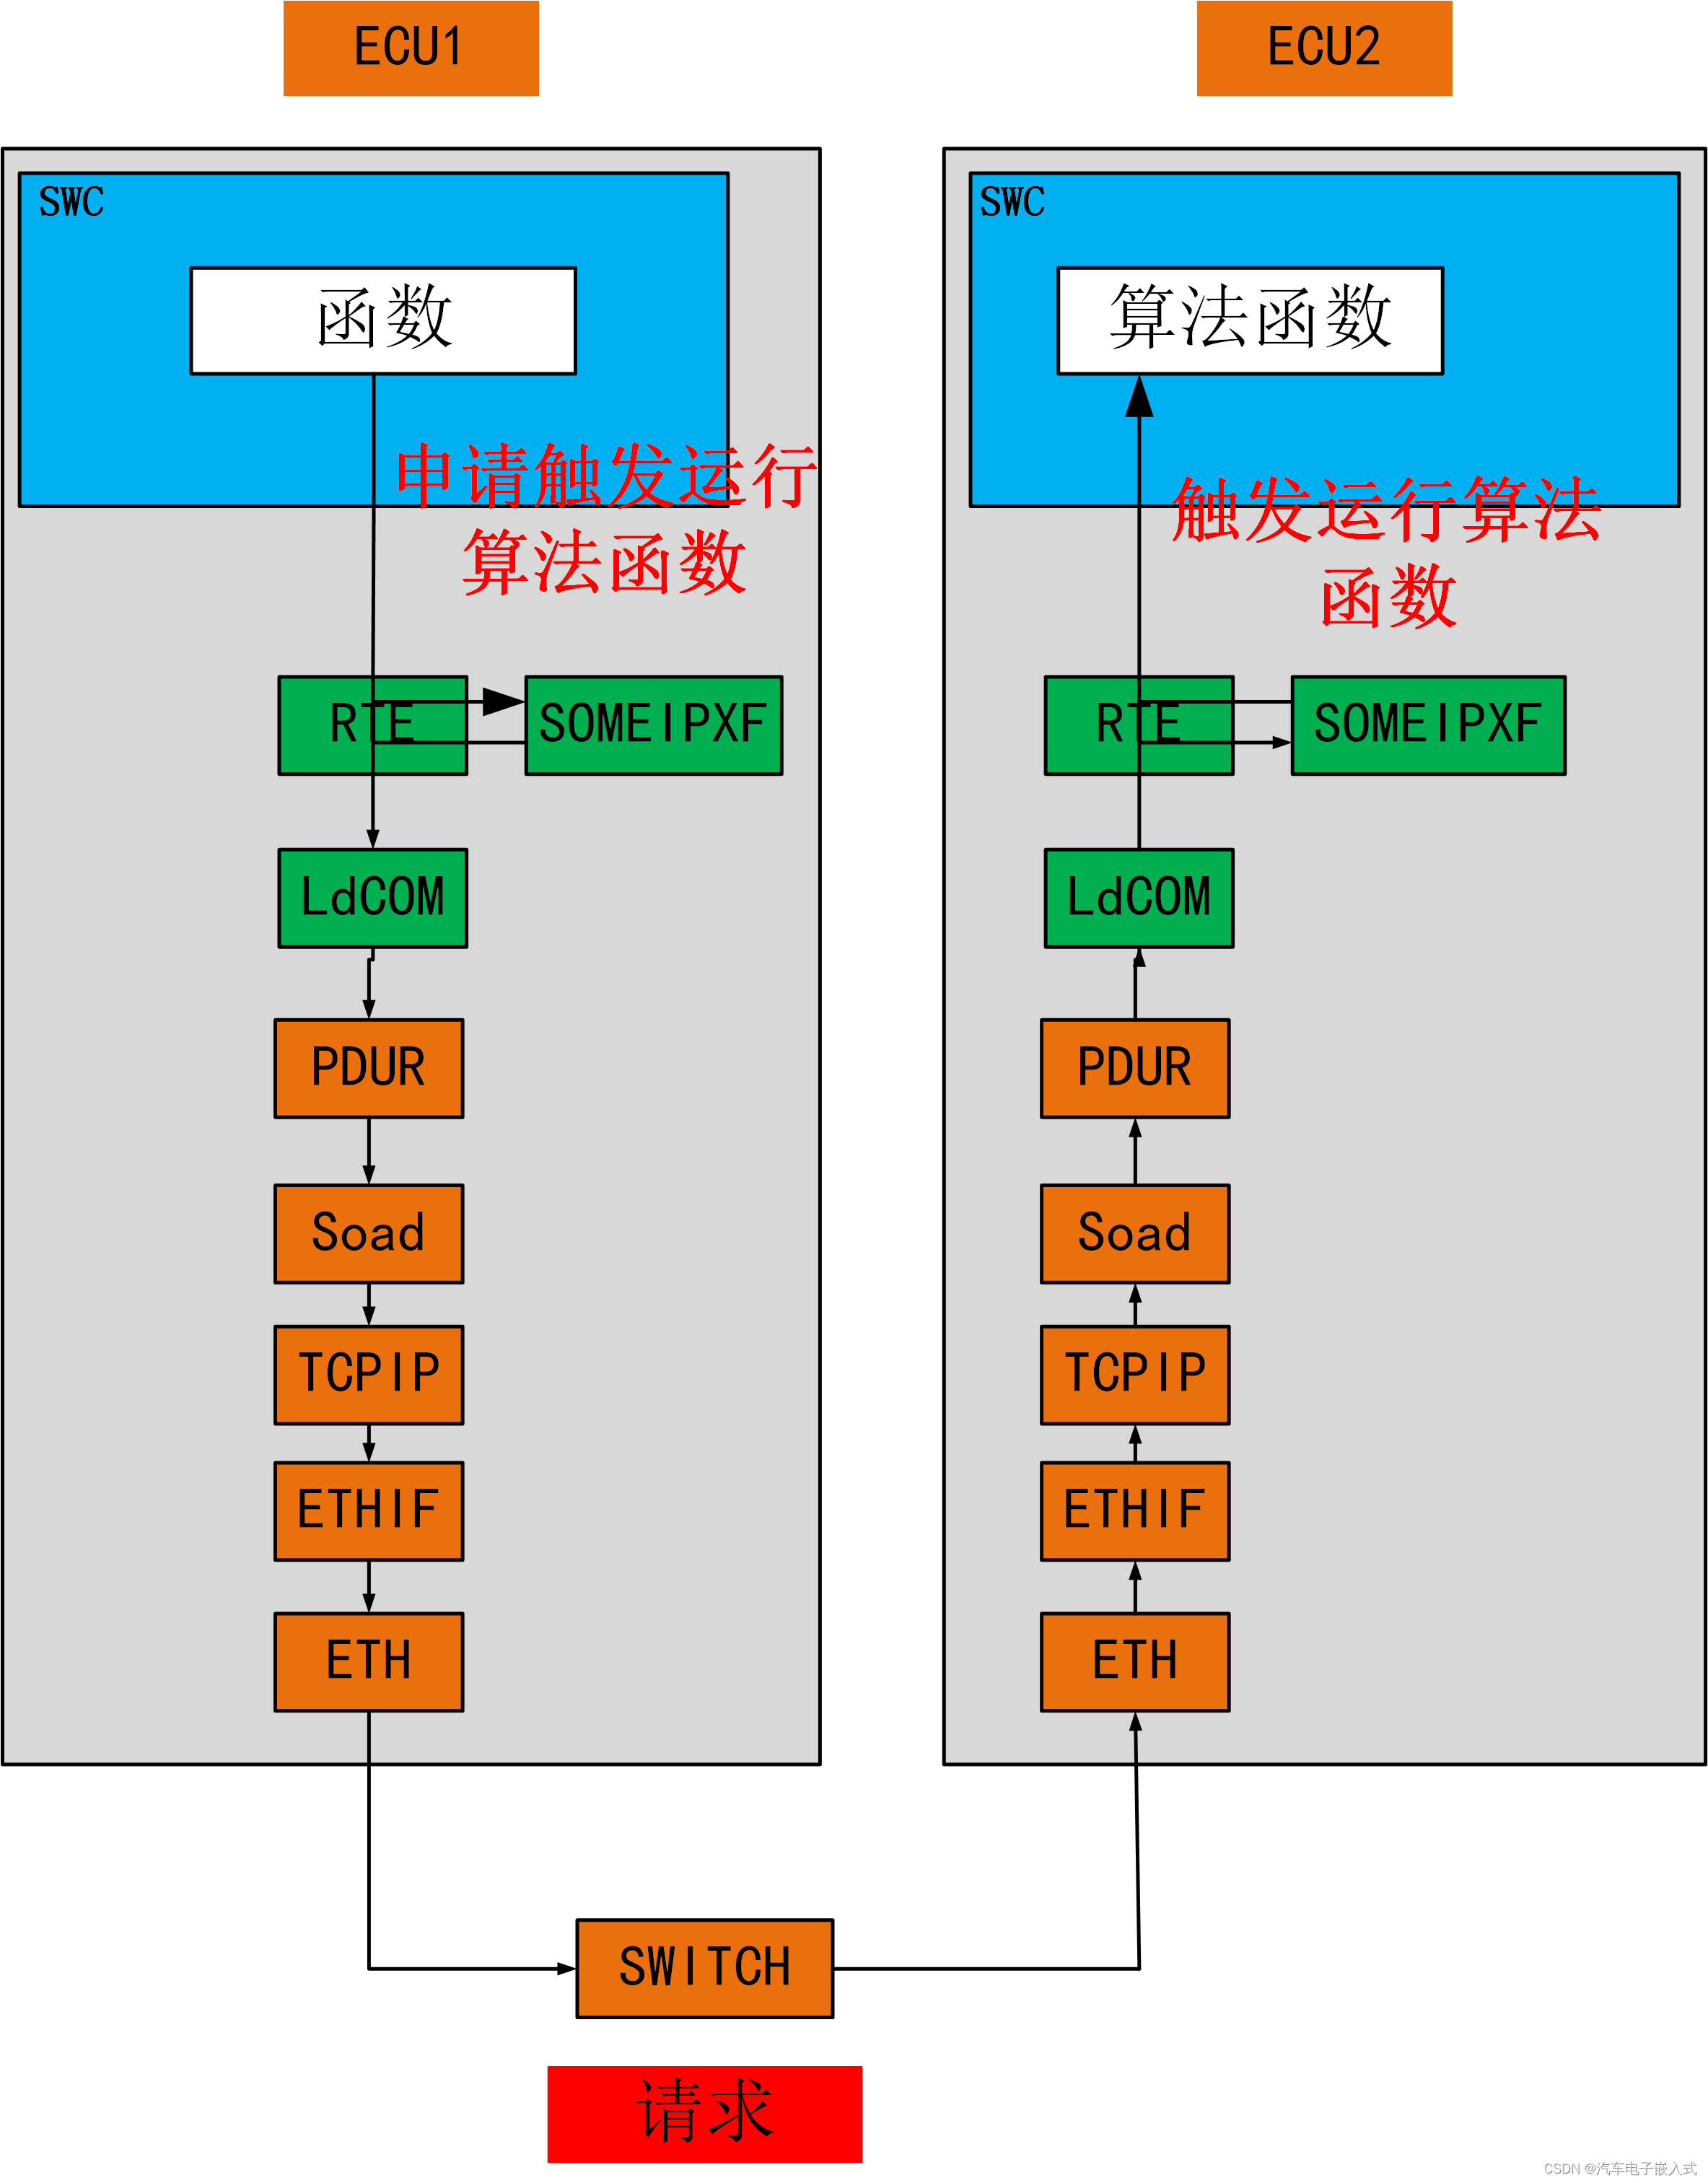 ECU1
ECU2
SWC
函数
申请触发运行
算法函数
RTE
SOMEIPXF
LdCOM
PDUR
Soad
TCPIP
ETHIF
ETH
SWC
算法函数
触发运行算法
函数
RTE
SOMEIPXF
LdCOM
PDUR
Soad
TCPIP
ETHIF
ETH
SWITCH
请求
CSDN @汽车电子嵌入式